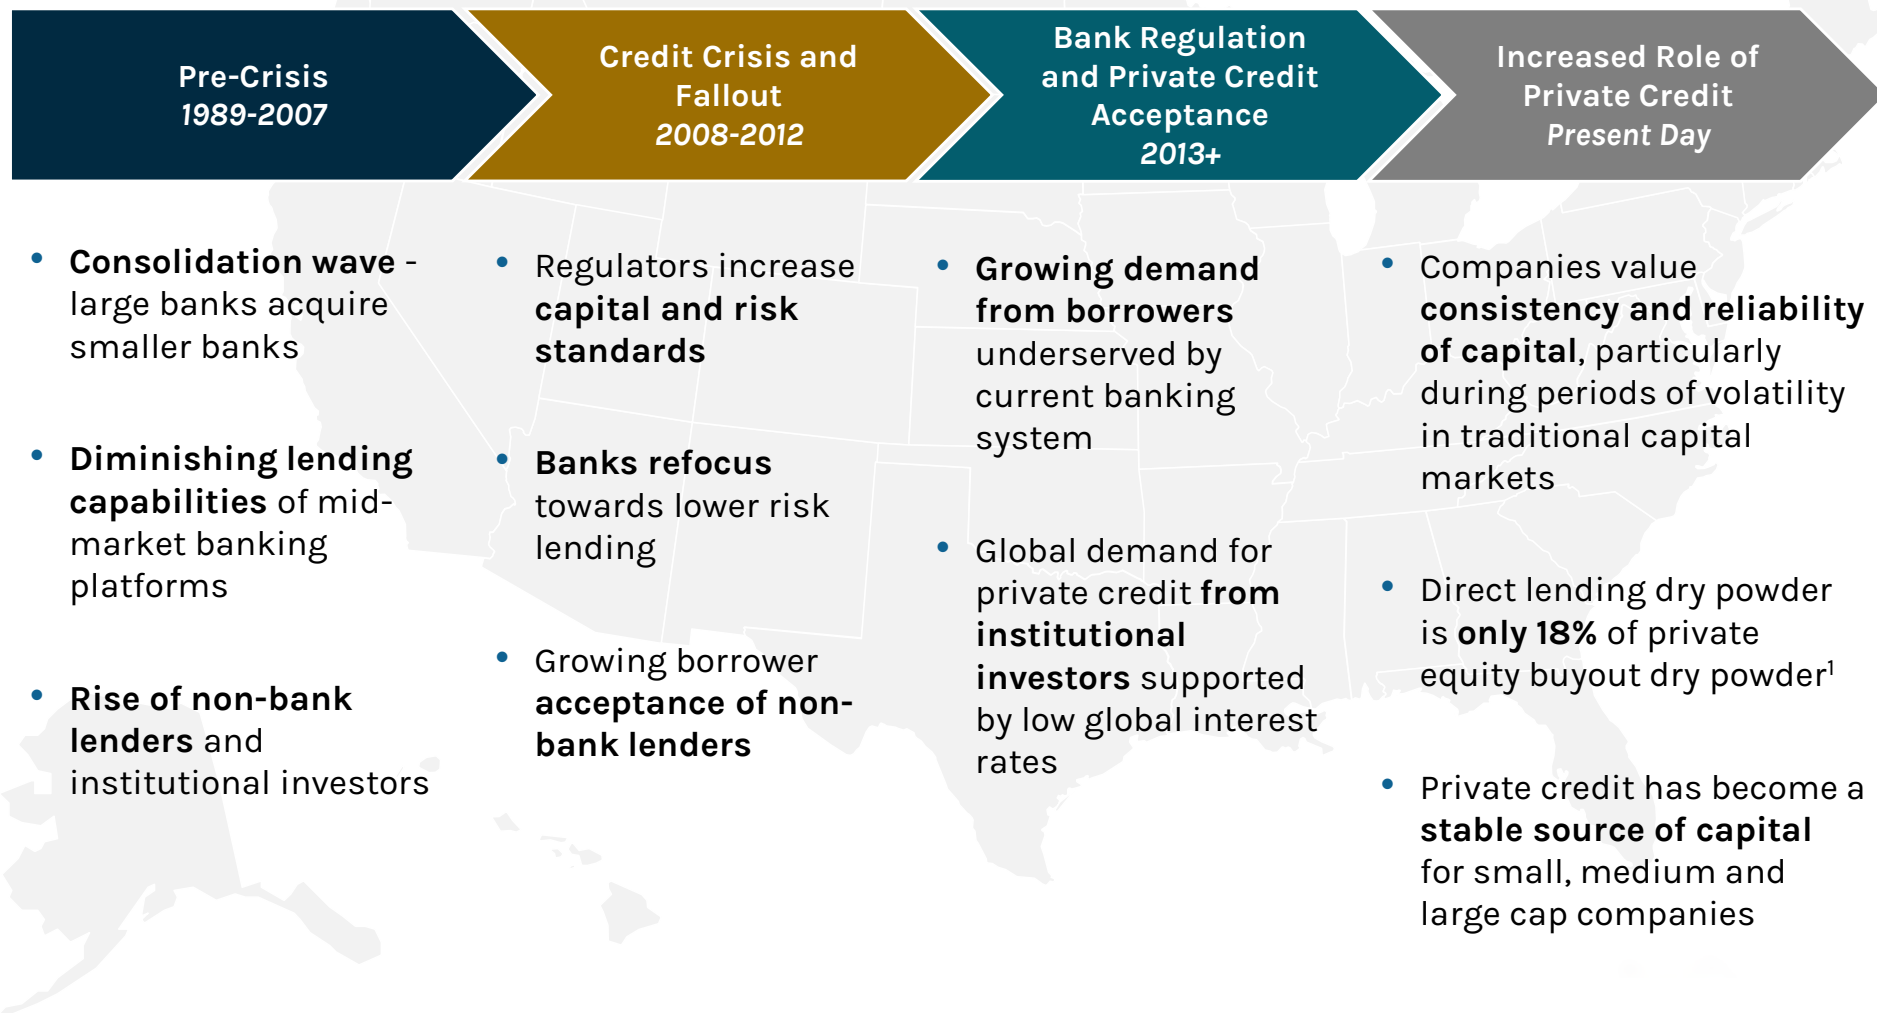 Pre-Crisis
1989-2007
Credit Crisis and
Fallout
2008-2012
Bank Regulation
and Private Credit
Acceptance
2013+
Increased Role of
Private Credit
Present Day
• Consolidation wave -
large banks acquire
smaller banks
• Diminishing lending
capabilities of mid-
market banking
platforms
• Rise of non-bank
lenders and
institutional investors
• Regulators increase
capital and risk
standards
• Banks refocus
towards lower risk
lending
• Growing borrower
acceptance of non-
bank lenders
• Growing demand
from borrowers
underserved by
current banking
system
• Global demand for
private credit from
institutional
investors supported
by low global interest
rates
• Companies value
consistency and reliability
of capital, particularly
during periods of volatility
in traditional capital
markets
• Direct lending dry powder
is only 18% of private
equity buyout dry powder¹
• Private credit has become a
stable source of capital
for small, medium and
large cap companies